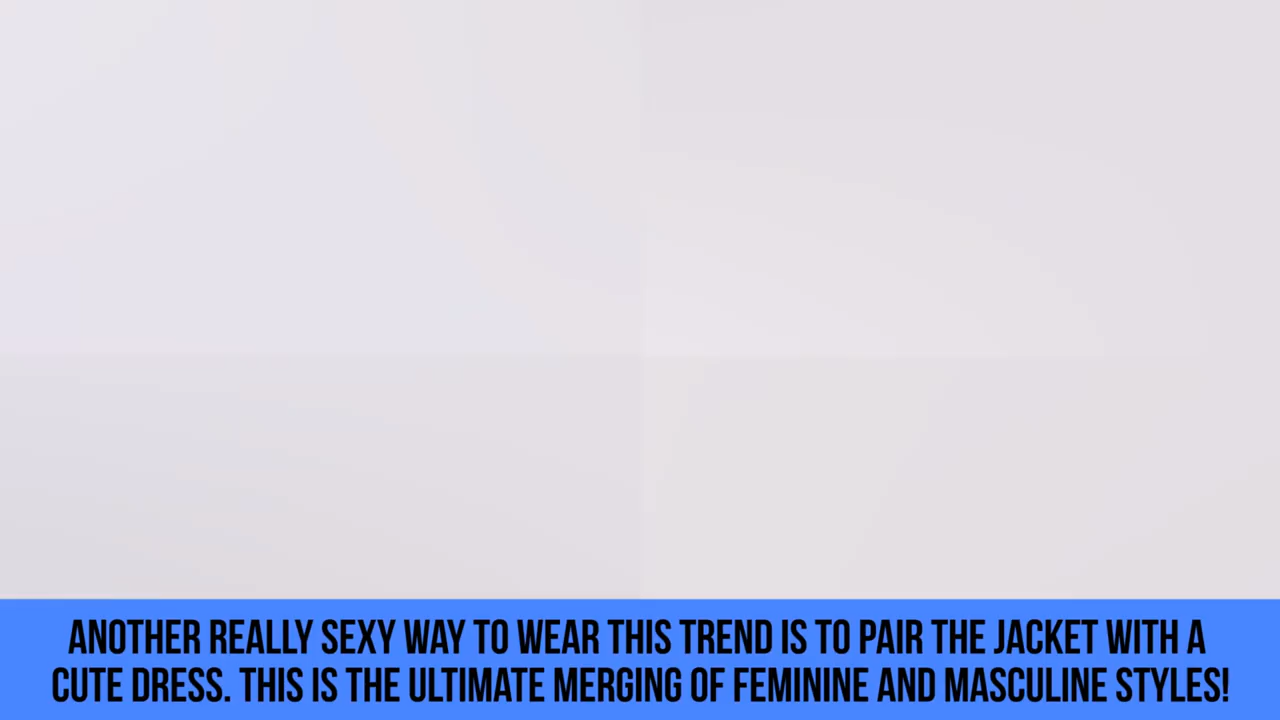 ANOTHER REALLY SEXY WAY TO WEAR THIS TREND IS TO PAIR THE JACKET WITH A
CUTE DRESS. THIS IS THE ULTIMATE MERGING OF FEMININE AND MASCULINE STYLES!